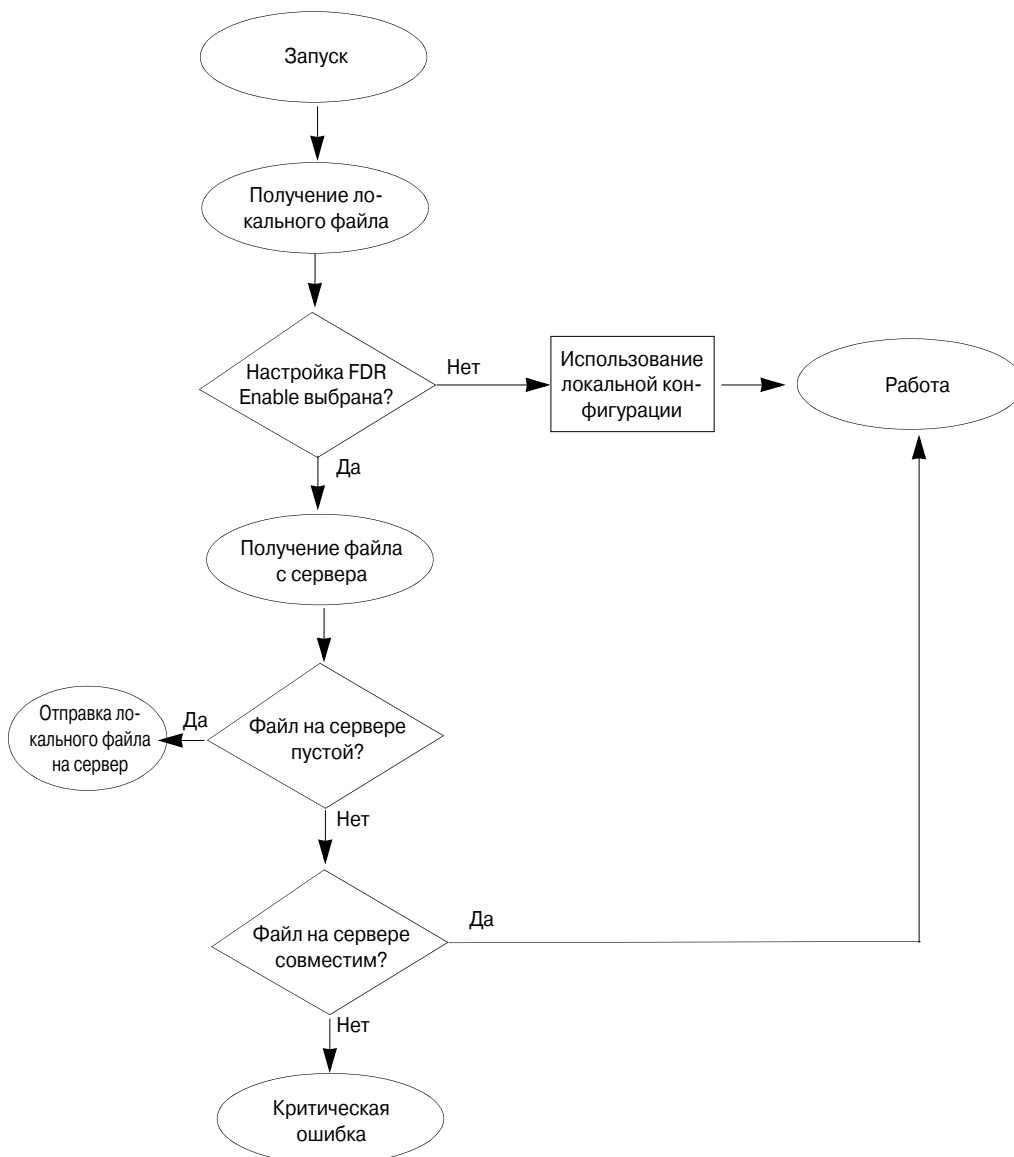 Запуск
Получение ло-
кального файла
Настройка FDR
Enable выбрана?
Нет
Использование
локальной кон-
фигурации
Работа
Да
Получение файла
с сервера
Отправка ло-
кального файла
на сервер
Да
Файл на сервере
пустой?
Нет
Файл на сервере
совместим?
Да
Нет
Критическая
ошибка